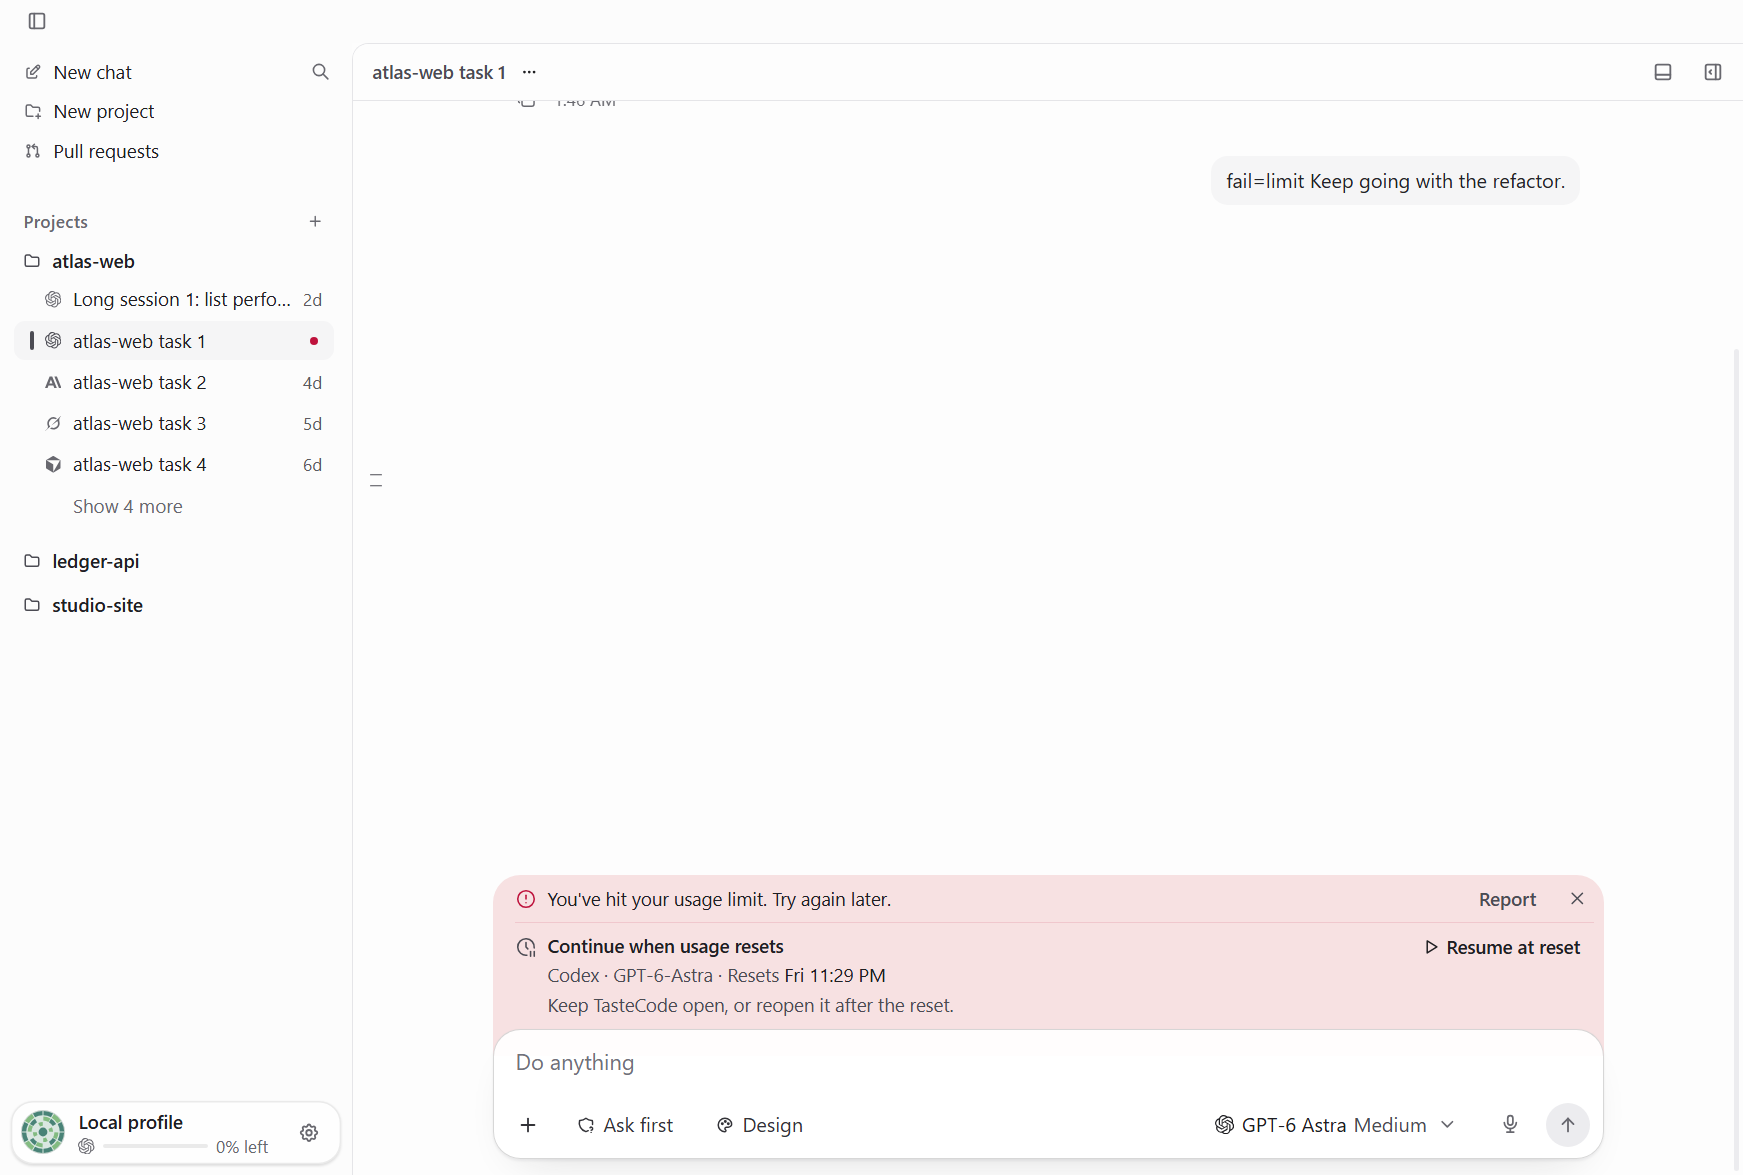 New chat
New project
Pull requests
Projects
atlas-web
Long session 1: list perfo... 2d
atlas-web task 1
atlas-web task 2 4d
atlas-web task 3 5d
atlas-web task 4 6d
Show 4 more
ledger-api
studio-site
Local profile
0% left
atlas-web task 1
1:46 AM
fail=limit Keep going with the refactor.
You've hit your usage limit. Try again later. Report
Continue when usage resets Resume at reset
Codex · GPT-6-Astra · Resets Fri 11:29 PM
Keep TasteCode open, or reopen it after the reset.
Do anything
Ask first Design GPT-6 Astra Medium